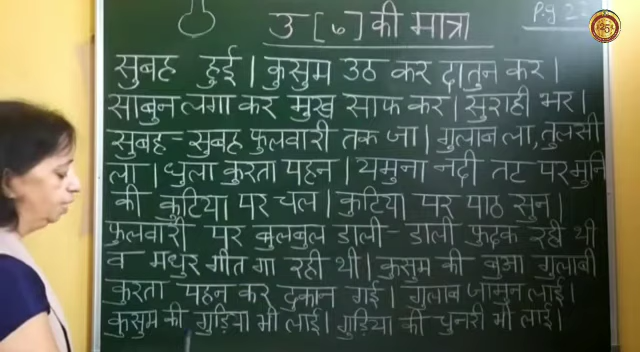 उ [ ु ] की मात्रा
Pg 22
सुबह हुई। कुसुम उठ कर दातुन कर।
साबुन लगा कर मुख साफ कर। सुराही भर।
सुबह-सुबह फुलवारी तक जा। गुलाब ला, तुलसी
ला। धुला कुरता पहन। यमुना नदी तट पर मुनि
की कुटिया पर चल। कुटिया पर पाठ सुन।
फुलवारी पर बुलबुल डाली-डाली फुदक रही थी
व मधुर गीत गा रही थी। कुसुम की बुआ गुलाबी
कुरता पहन कर दुकान गई। गुलाब जामुन लाई।
कुसुम की गुड़िया भी लाई। गुड़िया की चुनरी भी लाई।